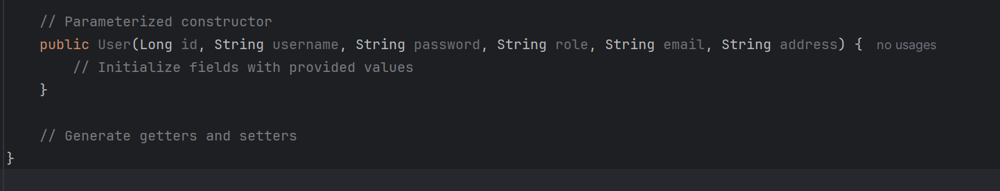 // Parameterized constructor
public User(Long id, String username, String password, String role, String email, String address) { no usages
// Initialize fields with provided values
}
// Generate getters and setters
}